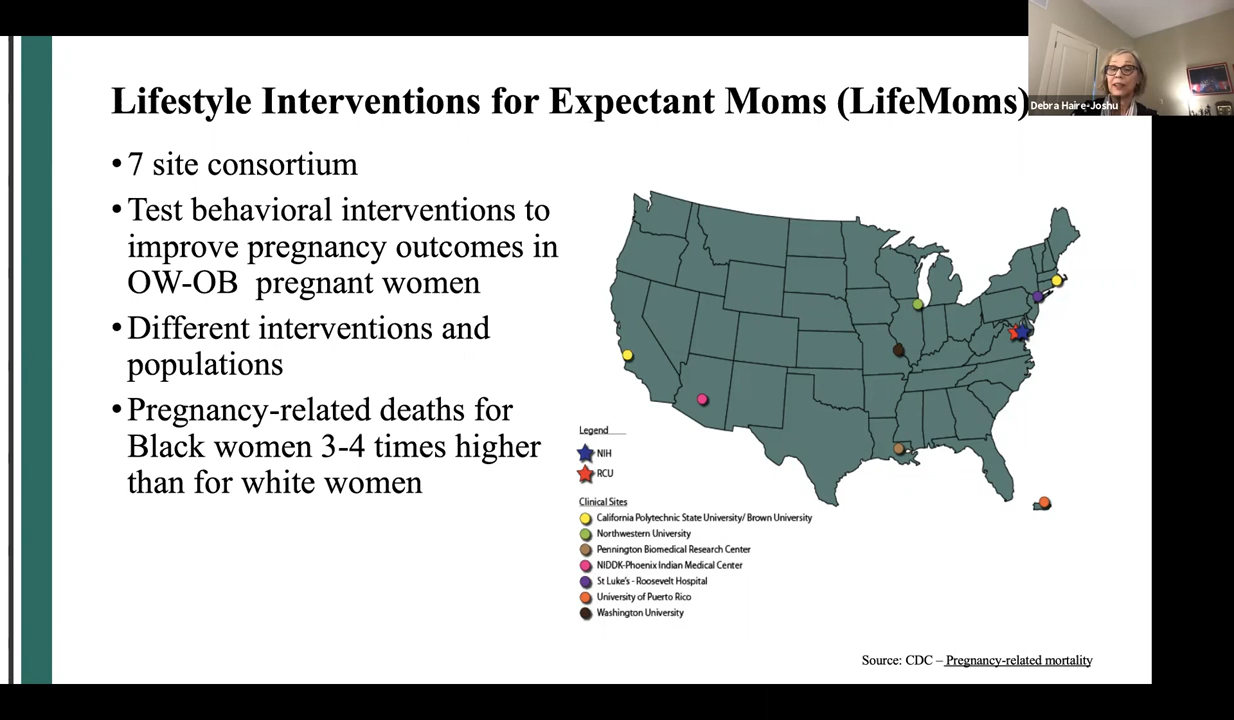 Debra Haire-Joshu
Lifestyle Interventions for Expectant Moms (LifeMoms)
• 7 site consortium
• Test behavioral interventions to
improve pregnancy outcomes in
OW-OB pregnant women
• Different interventions and
populations
• Pregnancy-related deaths for
Black women 3-4 times higher
than for white women
Legend
NIH
RCU
Clinical Sites
California Polytechnic State University/ Brown University
Northwestern University
Pennington Biomedical Research Center
NIDDK-Phoenix Indian Medical Center
St Luke's - Roosevelt Hospital
University of Puerto Rico
Washington University
Source: CDC – Pregnancy-related mortality